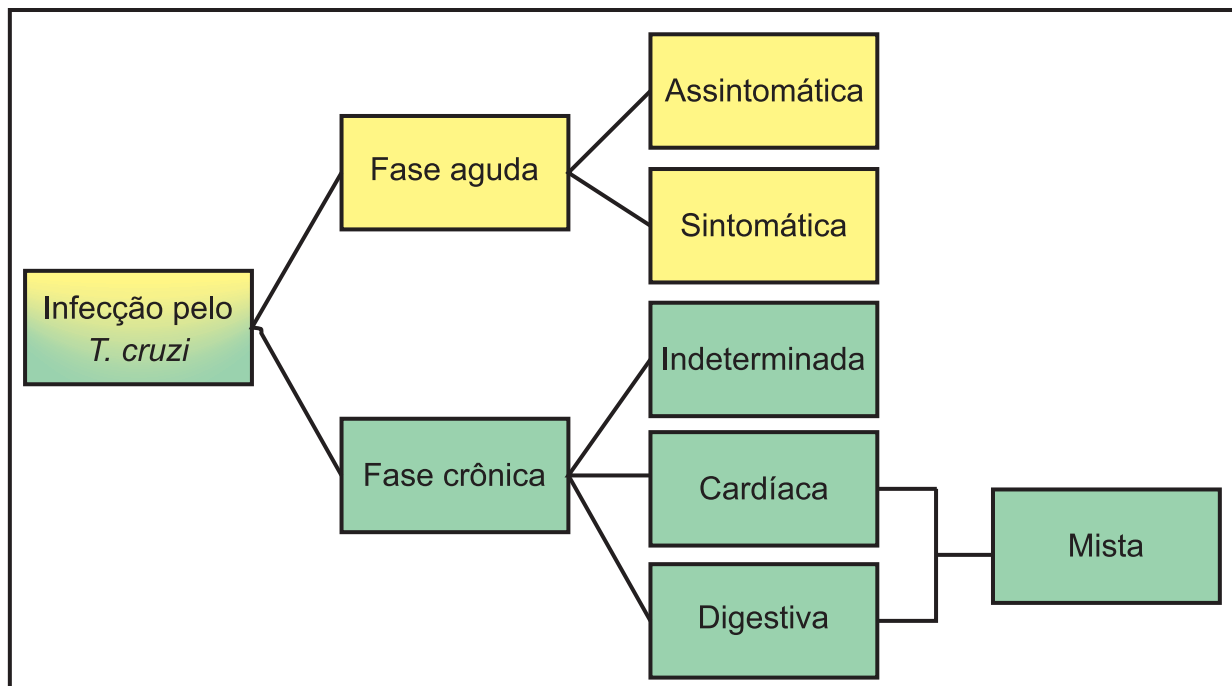 Assintomática
Fase aguda
Sintomática
Infecção pelo
T. cruzi
Indeterminada
Fase crônica
Cardíaca
Mista
Digestiva